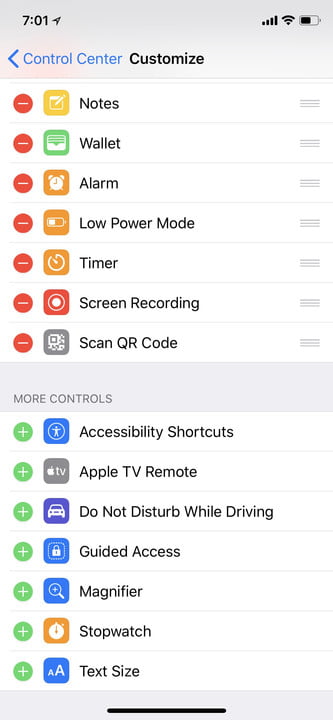 7:01
Control Center Customize
Notes
Wallet
Alarm
Low Power Mode
Timer
Screen Recording
Scan QR Code
MORE CONTROLS
Accessibility Shortcuts
tv Apple TV Remote
Do Not Disturb While Driving
Guided Access
Magnifier
Stopwatch
AA Text Size